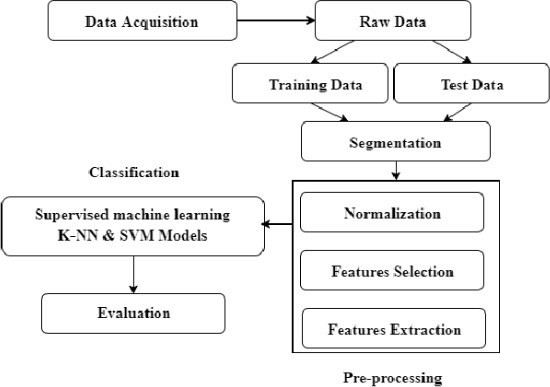 Data Acquisition
Raw Data
Training Data
Test Data
Segmentation
Classification
Supervised machine learning
K-NN & SVM Models
Normalization
Features Selection
Evaluation
Features Extraction
Pre-processing